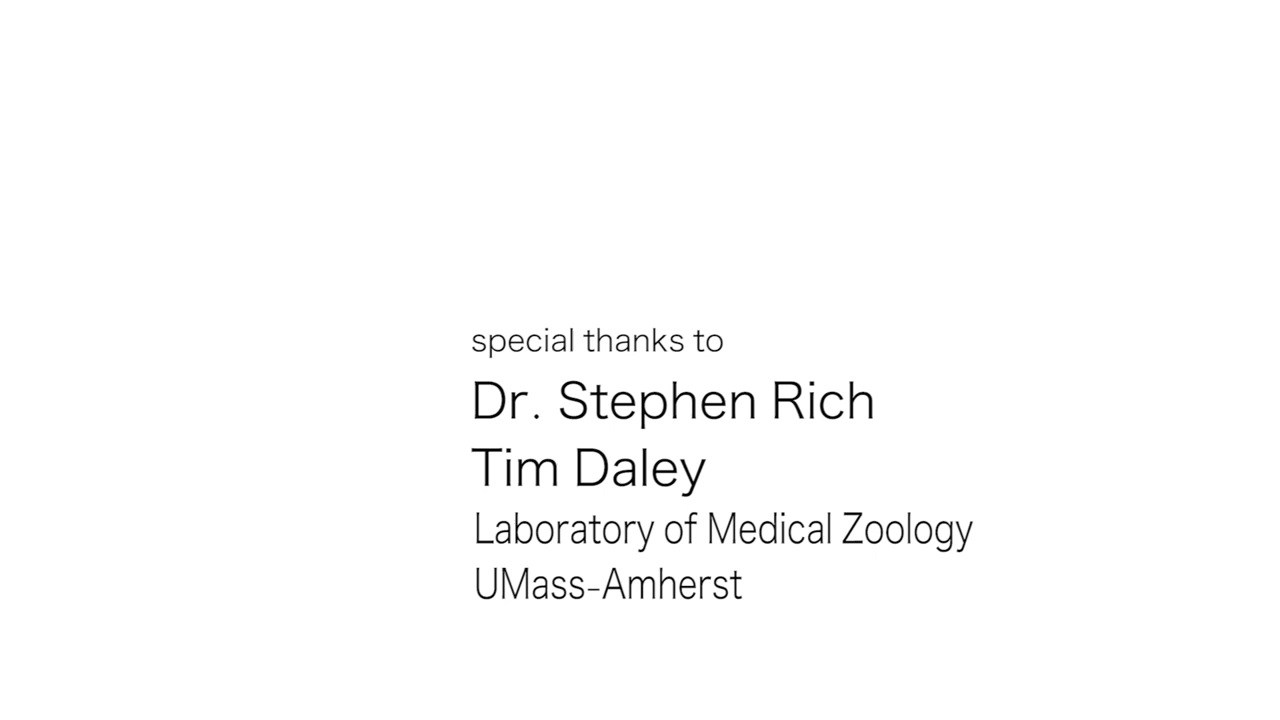 special thanks to
Dr. Stephen Rich
Tim Daley
Laboratory of Medical Zoology
UMass-Amherst